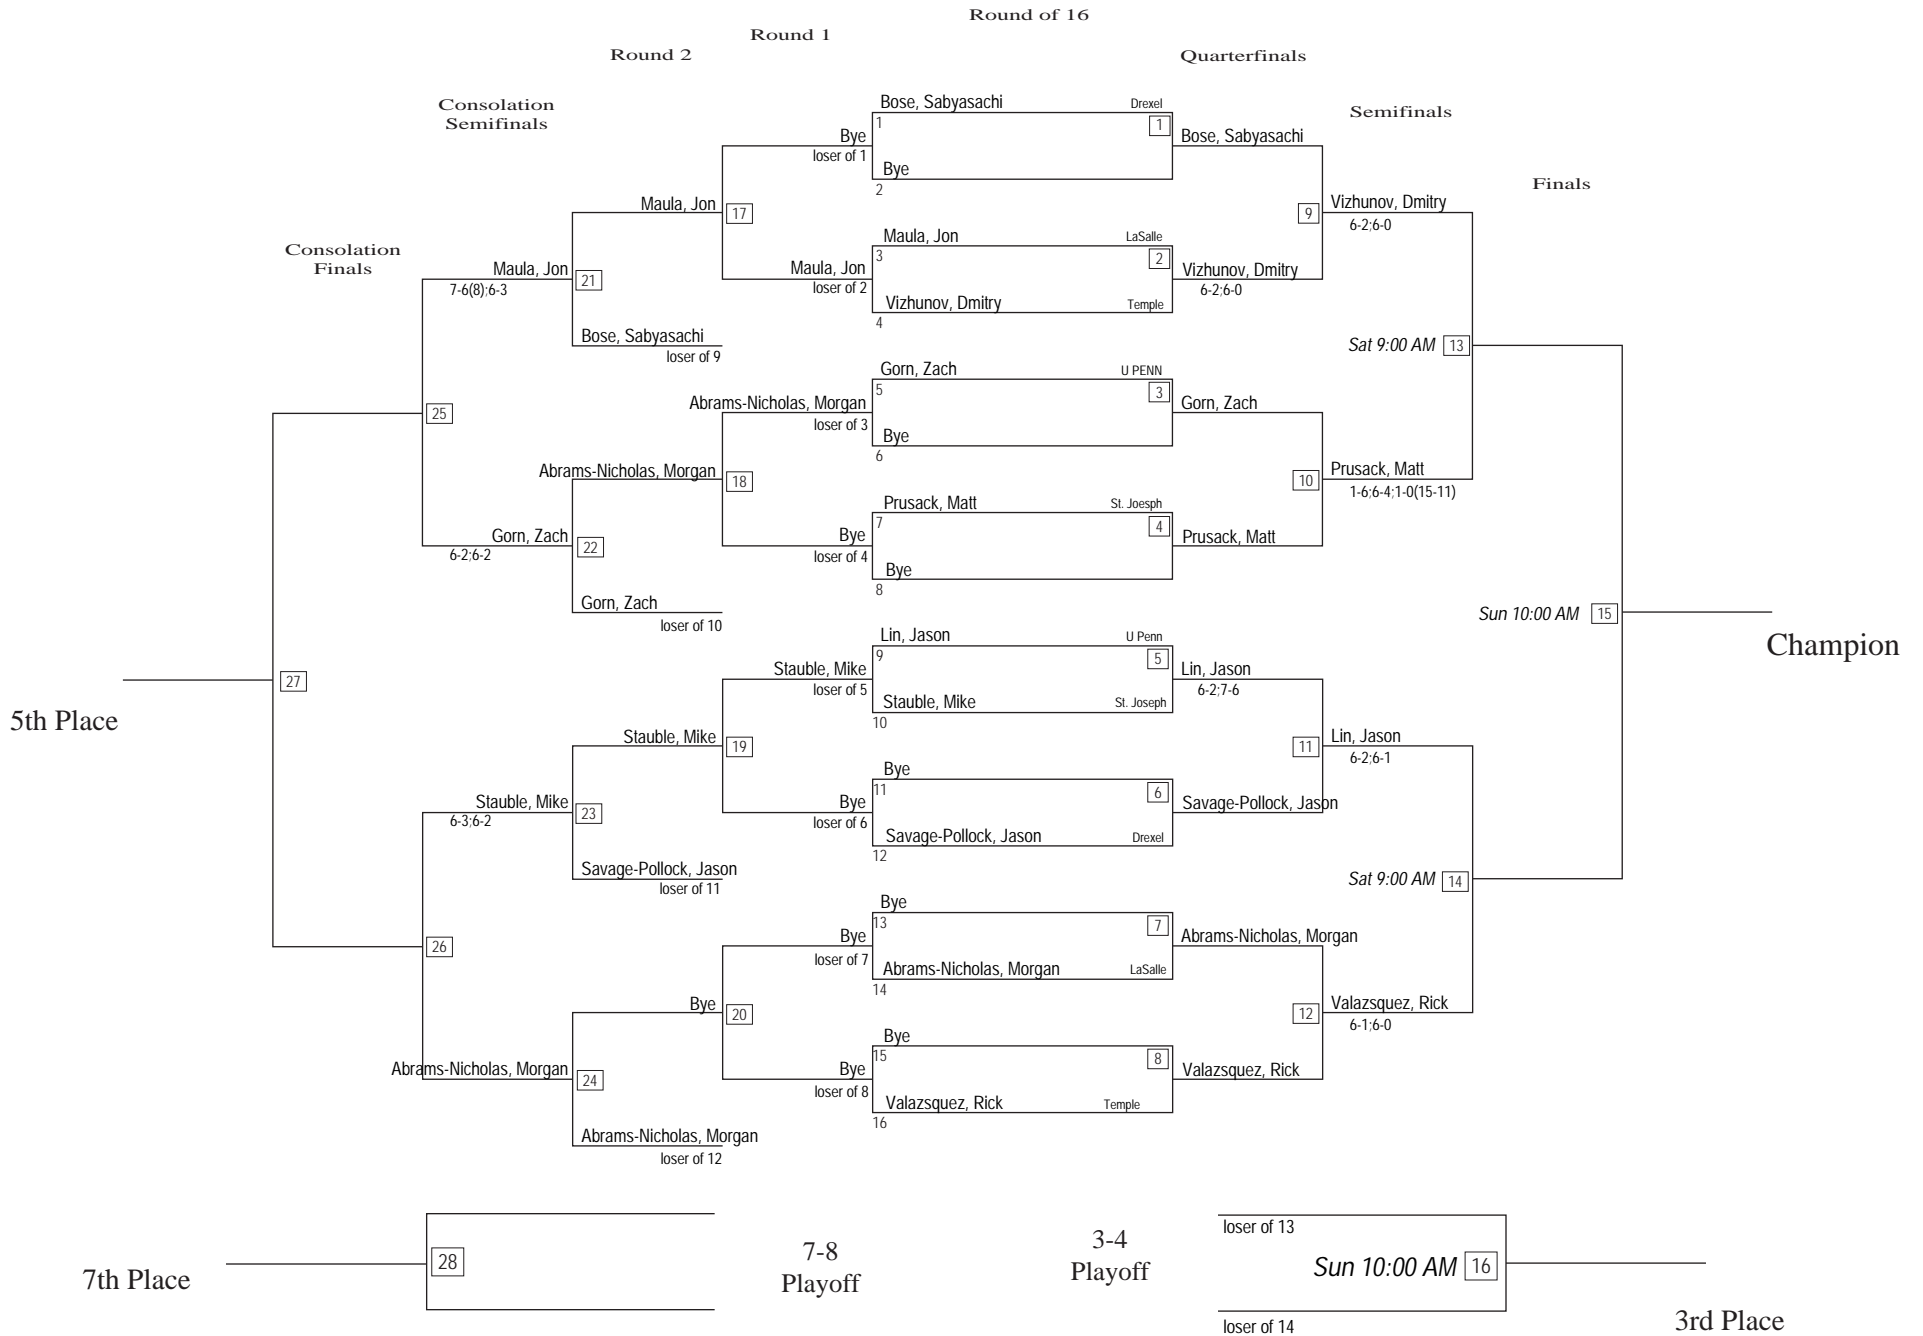 Round of 16
Round 1
Round 2
Quarterfinals
Consolation
Semifinals
Semifinals
Finals
Consolation
Finals
Bose, Sabyasachi Drexel
1
1
Bye
loser of 1
Bose, Sabyasachi
Bye
2
Maula, Jon
17
9
Vizhunov, Dmitry
6-2;6-0
Maula, Jon LaSalle
3
2
Maula, Jon
loser of 2
Vizhunov, Dmitry
6-2;6-0
Maula, Jon
7-6(8);6-3
21
Vizhunov, Dmitry Temple
4
Bose, Sabyasachi
loser of 9
Sat 9:00 AM 13
Gorn, Zach U PENN
5
3
Abrams-Nicholas, Morgan
loser of 3
Gorn, Zach
25
Bye
6
Abrams-Nicholas, Morgan
18
10
Prusack, Matt
1-6;6-4;1-0(15-11)
Prusack, Matt St. Joesph
7
4
Bye
loser of 4
Prusack, Matt
Gorn, Zach
6-2;6-2
22
Bye
8
Gorn, Zach
loser of 10
Sun 10:00 AM 15
Champion
Lin, Jason U Penn
9
5
Stauble, Mike
loser of 5
Lin, Jason
6-2;7-6
27
5th Place
Stauble, Mike St. Joseph
10
Stauble, Mike
19
11
Lin, Jason
6-2;6-1
Bye
11
6
Bye
loser of 6
Savage-Pollock, Jason
Stauble, Mike
6-3;6-2
23
Savage-Pollock, Jason Drexel
12
Savage-Pollock, Jason
loser of 11
Sat 9:00 AM 14
Bye
13
7
Bye
loser of 7
Abrams-Nicholas, Morgan
26
Abrams-Nicholas, Morgan LaSalle
14
Bye
20
12
Valazsquez, Rick
6-1;6-0
Bye
15
8
Bye
loser of 8
Valazsquez, Rick
Abrams-Nicholas, Morgan
24
Valazsquez, Rick Temple
16
Abrams-Nicholas, Morgan
loser of 12
28
7th Place
7-8
Playoff
3-4
Playoff
loser of 13
Sun 10:00 AM 16
loser of 14
3rd Place